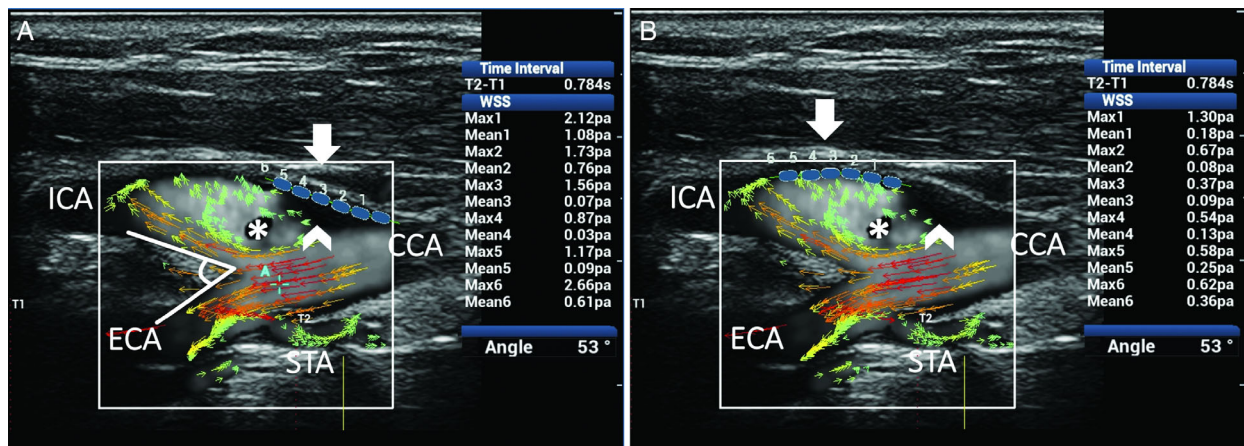 A
Time Interval
T2-T1 0.784s
WSS
Max1 2.12pa
Mean1 1.08pa
Max2 1.73pa
Mean2 0.76pa
Max3 1.56pa
Mean3 0.07pa
Max4 0.87pa
Mean4 0.03pa
Max5 1.17pa
Mean5 0.09pa
Max6 2.66pa
Mean6 0.61pa
Angle 53 °
6 5 4 3 2 1
ICA
*
CCA
A
T1
T2
ECA
STA
B
Time Interval
T2-T1 0.784s
WSS
Max1 1.30pa
Mean1 0.18pa
Max2 0.67pa
Mean2 0.08pa
Max3 0.37pa
Mean3 0.09pa
Max4 0.54pa
Mean4 0.13pa
Max5 0.58pa
Mean5 0.25pa
Max6 0.62pa
Mean6 0.36pa
Angle 53 °
6 5 4 3 2 1
ICA
*
CCA
T1
T2
ECA
STA